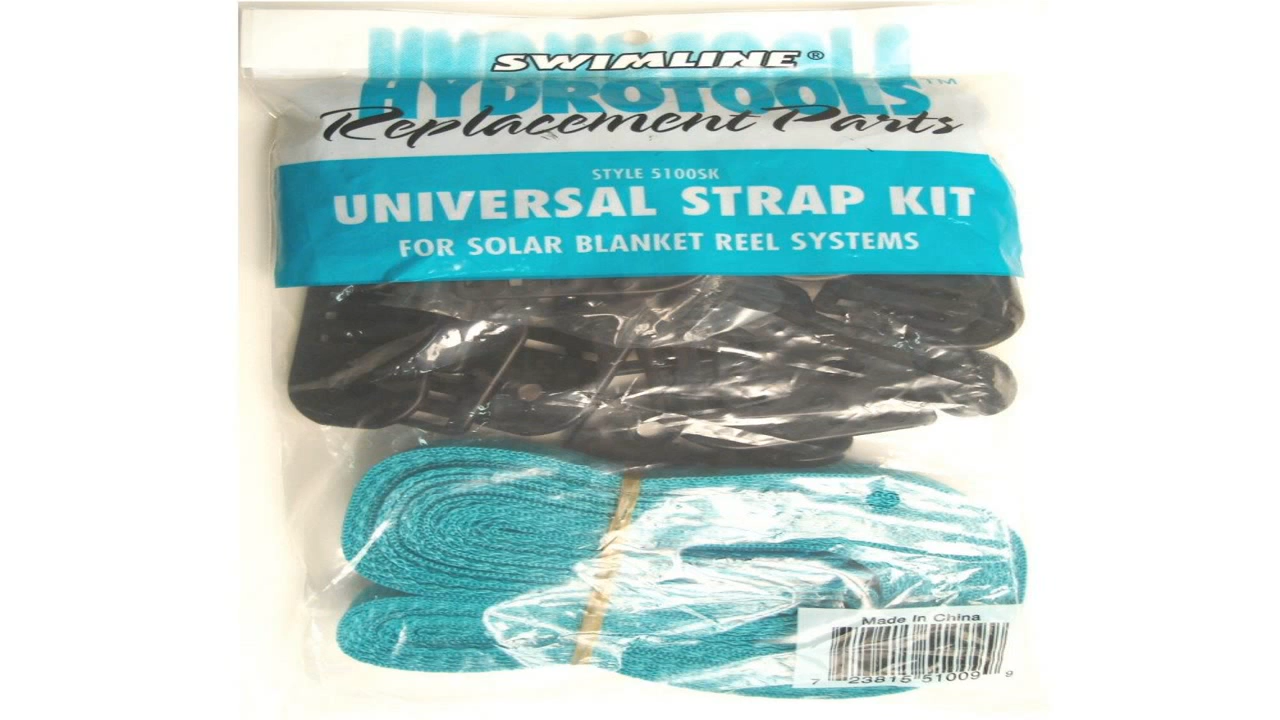 SWIMLINE®
HYDROTOOLS™
Replacement Parts
STYLE 5100SK
UNIVERSAL STRAP KIT
FOR SOLAR BLANKET REEL SYSTEMS
Made In China
7 23815 51009 9